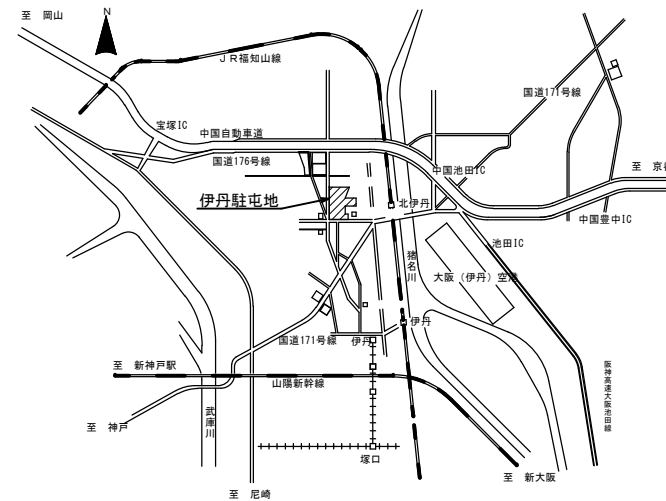 至 岡山
N
JR福知山線
国道171号線
宝塚IC
中国自動車道
国道176号線
中国池田IC
至 京都
伊丹駐屯地
北伊丹
中国豊中IC
池田IC
猪名川
大阪（伊丹）空港
伊丹
国道171号線
伊丹
至 新神戸駅
山陽新幹線
阪神高速大阪池田線
武庫川
至 神戸
塚口
至 新大阪
至 尼崎